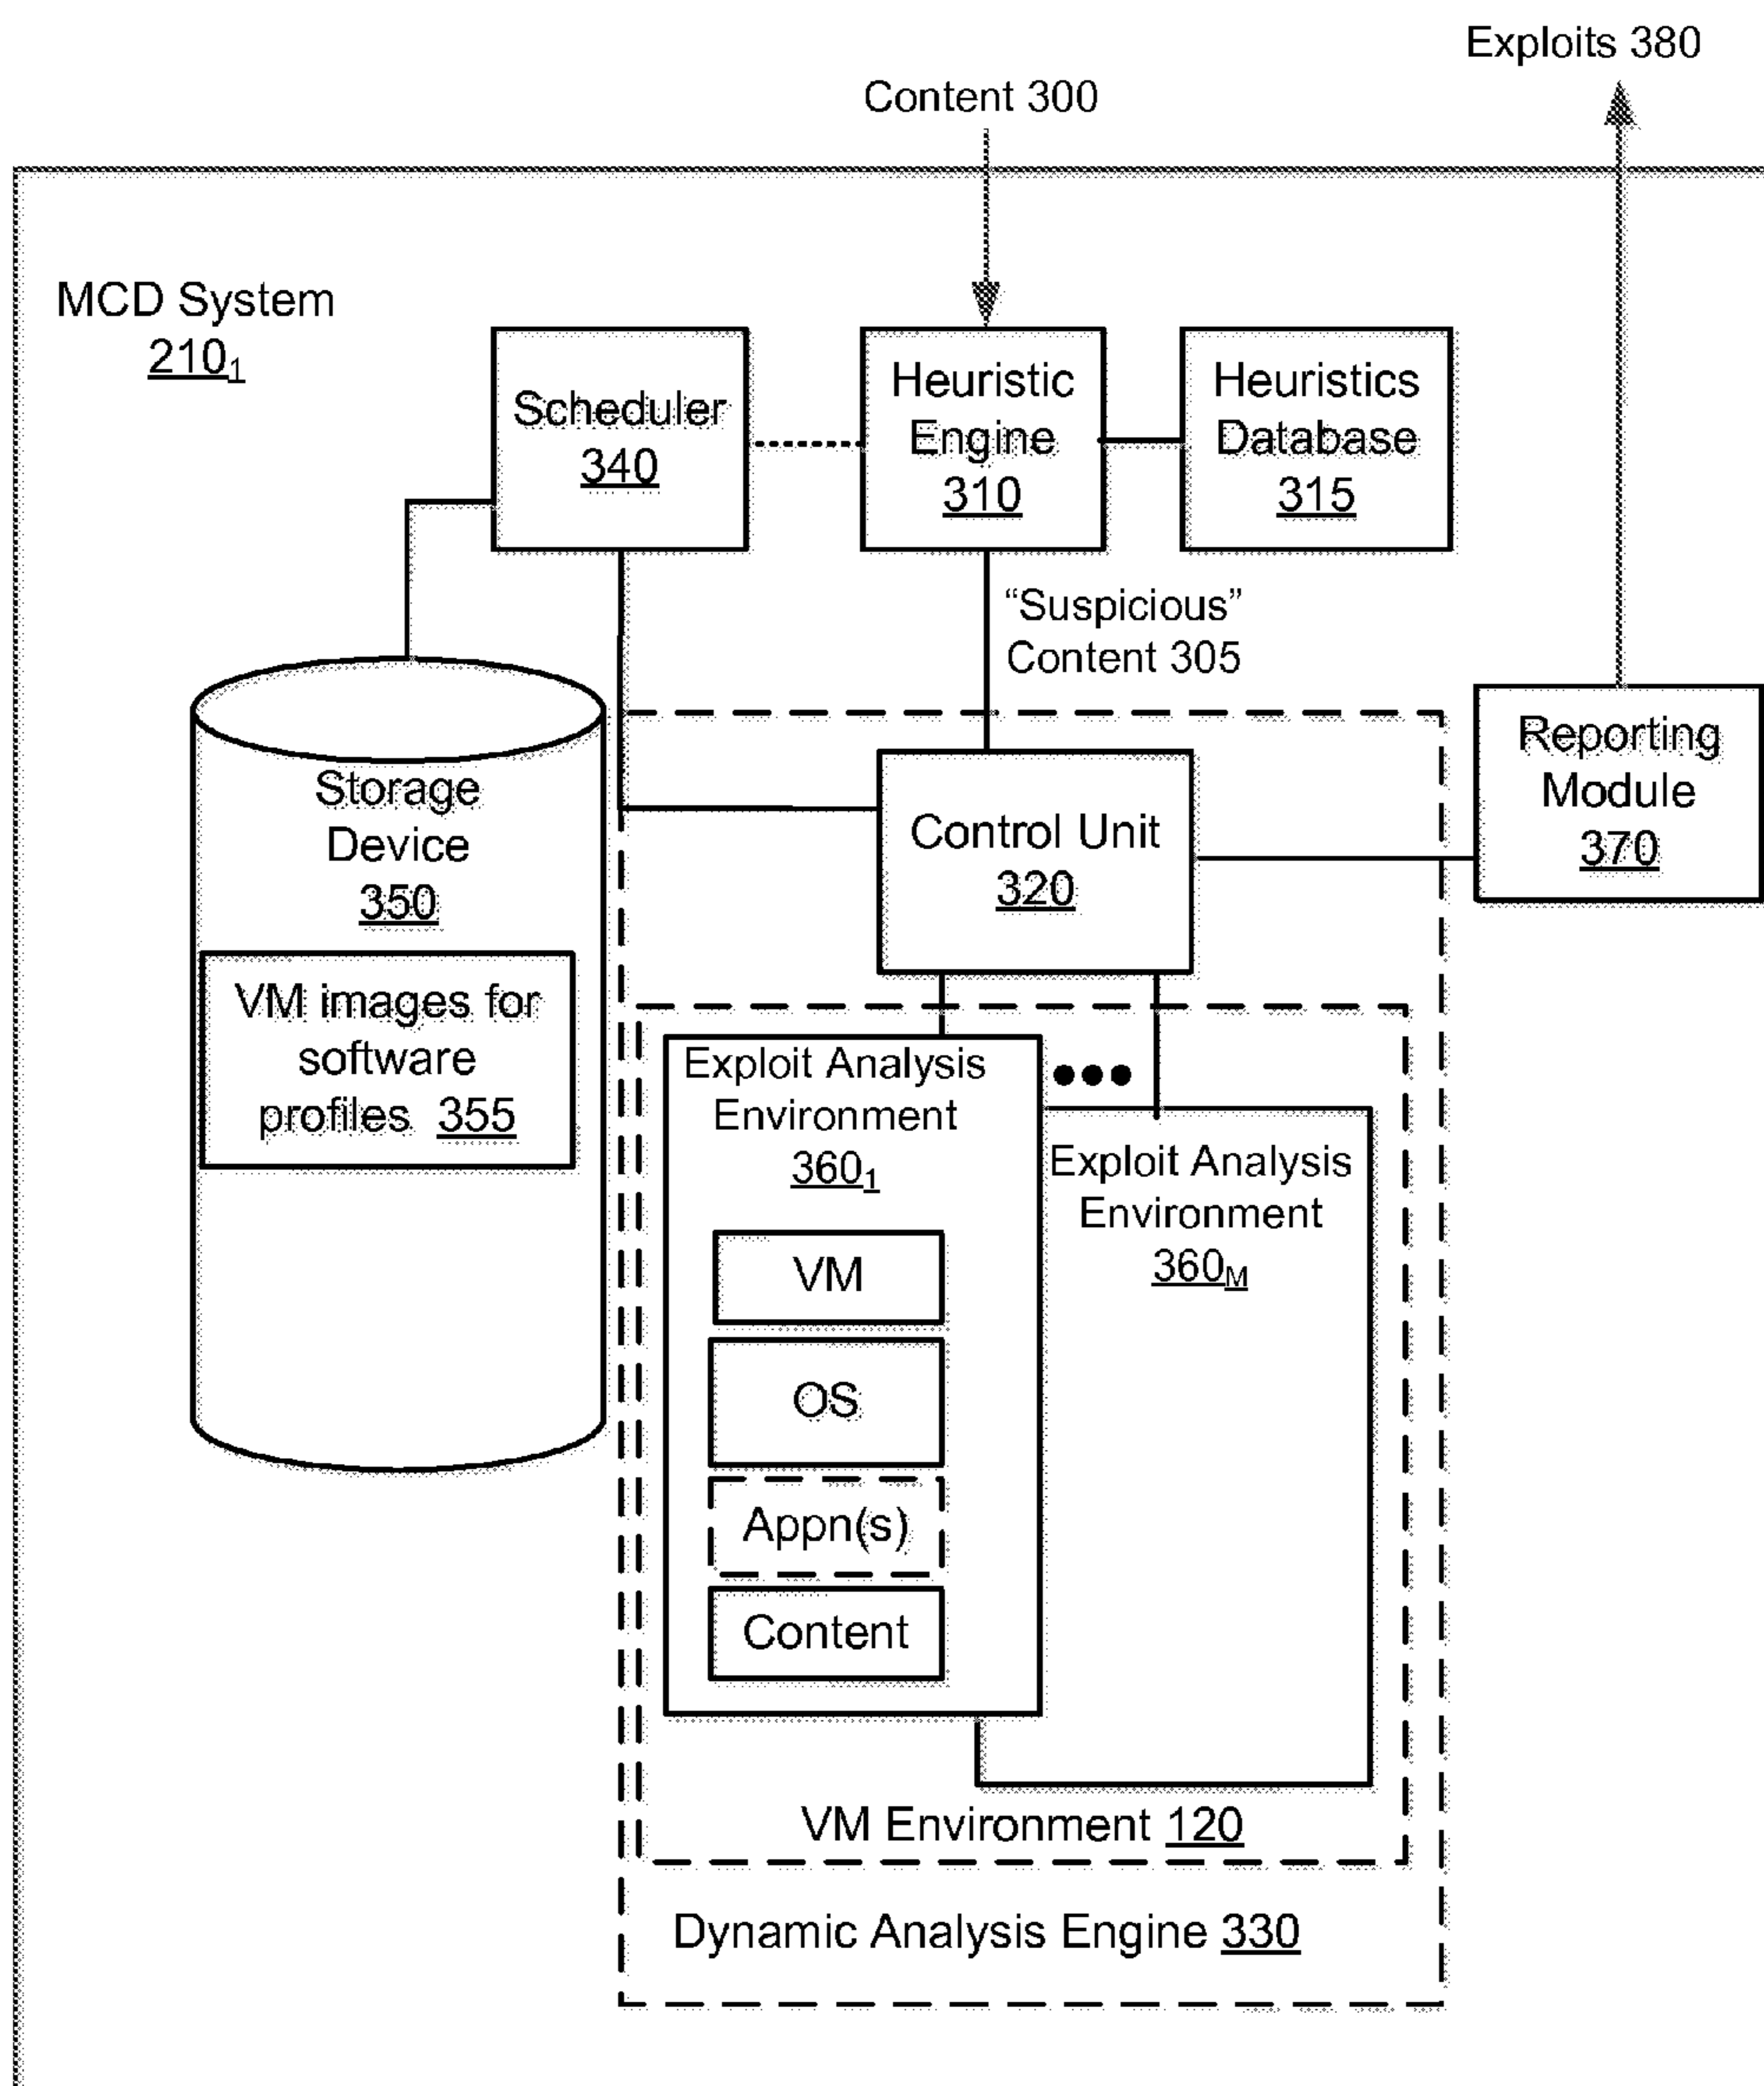 Exploits 380
Content 300
MCD System
210₁
Scheduler
340
Heuristic
Engine
310
Heuristics
Database
315
“Suspicious”
Content 305
Storage
Device
350
VM images for
software
profiles 355
Control Unit
320
Reporting
Module
370
Exploit Analysis
Environment
360₁
VM
OS
Appn(s)
Content
Exploit Analysis
Environment
360M
VM Environment 120
Dynamic Analysis Engine 330